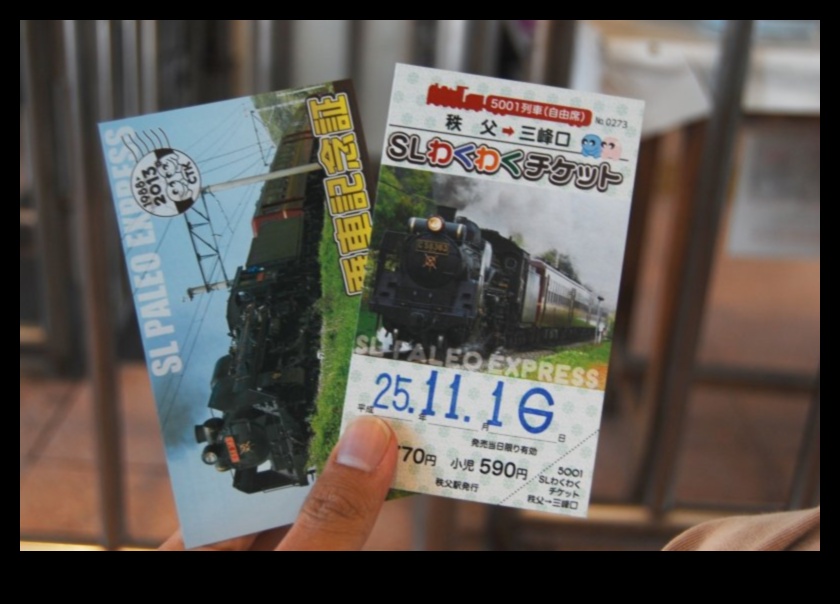 SL PALEO EXPRESS
1988
2013
CTK
乗車記念証
5001列車(自由席)
No.0273
秩 父➡三峰口
SLわくわくチケット
C58363
SL PALEO EXPRESS
平成25.11.16
年 月 日
発売当日限り有効
70円 小児 590円
秩父駅発行
5001
SLわくわく
チケット
秩父→三峰口